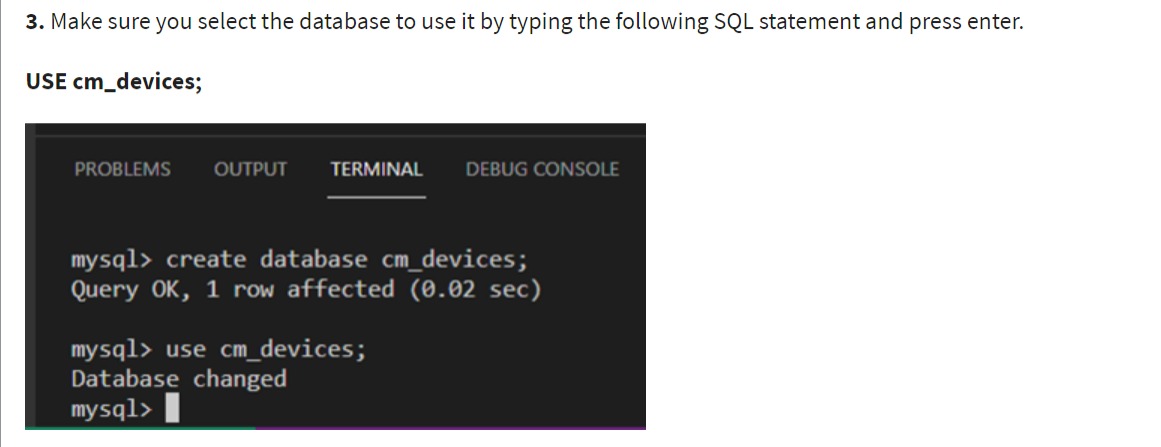 3. Make sure you select the database to use it by typing the following SQL statement and press enter.
USE cm_devices;
PROBLEMS OUTPUT TERMINAL DEBUG CONSOLE
mysql> create database cm_devices;
Query OK, 1 row affected (0.02 sec)
mysql> use cm_devices;
Database changed
mysql>